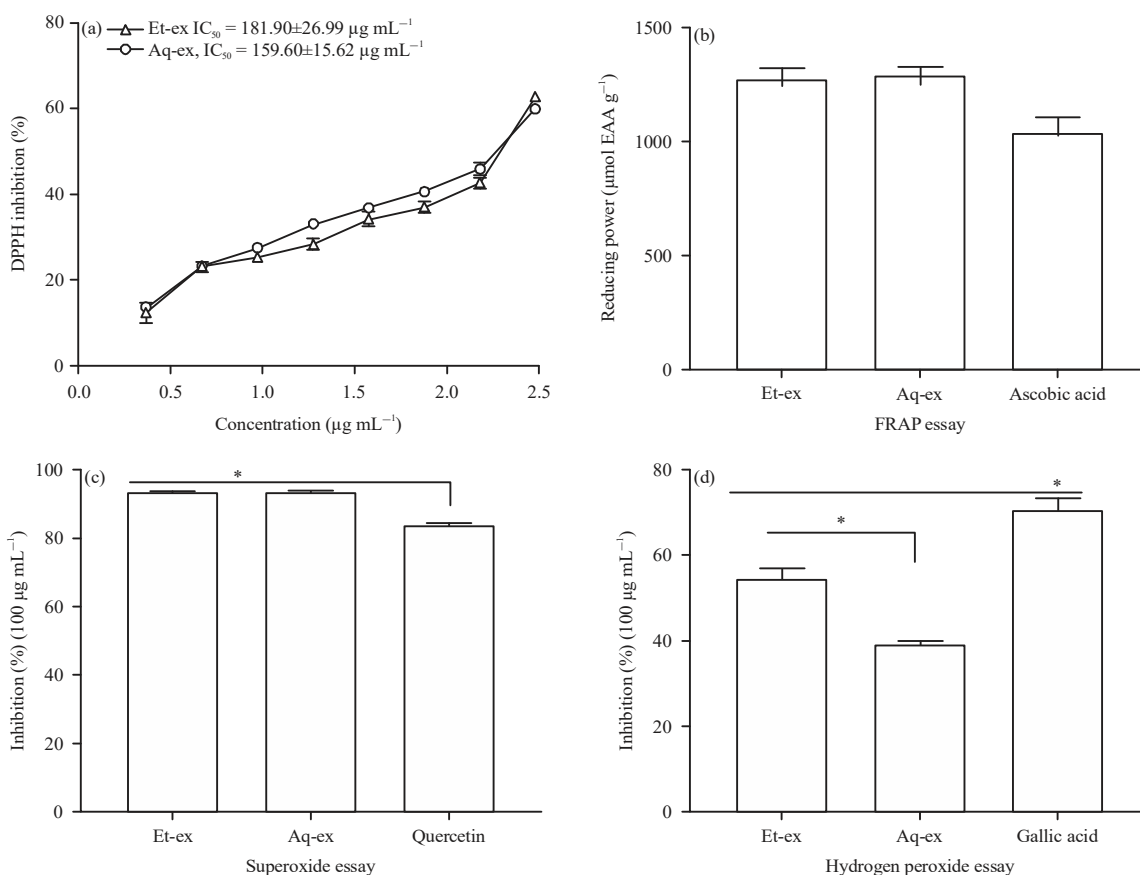 (a)
Et-ex IC50 = 181.90±26.99 µg mL−1
Aq-ex, IC50 = 159.60±15.62 µg mL−1
80
60
40
20
0
DPPH inhibition (%)
0.0 0.5 1.0 1.5 2.0 2.5
Concentration (µg mL−1)
(b)
1500
1000
500
0
Reducing power (µmol EAA g−1)
Et-ex Aq-ex Ascobic acid
FRAP essay
(c)
*
100
80
60
40
20
0
Inhibition (%) (100 µg mL−1)
Et-ex Aq-ex Quercetin
Superoxide essay
(d)
*
*
80
60
40
20
0
Inhibition (%) (100 µg mL−1)
Et-ex Aq-ex Gallic acid
Hydrogen peroxide essay